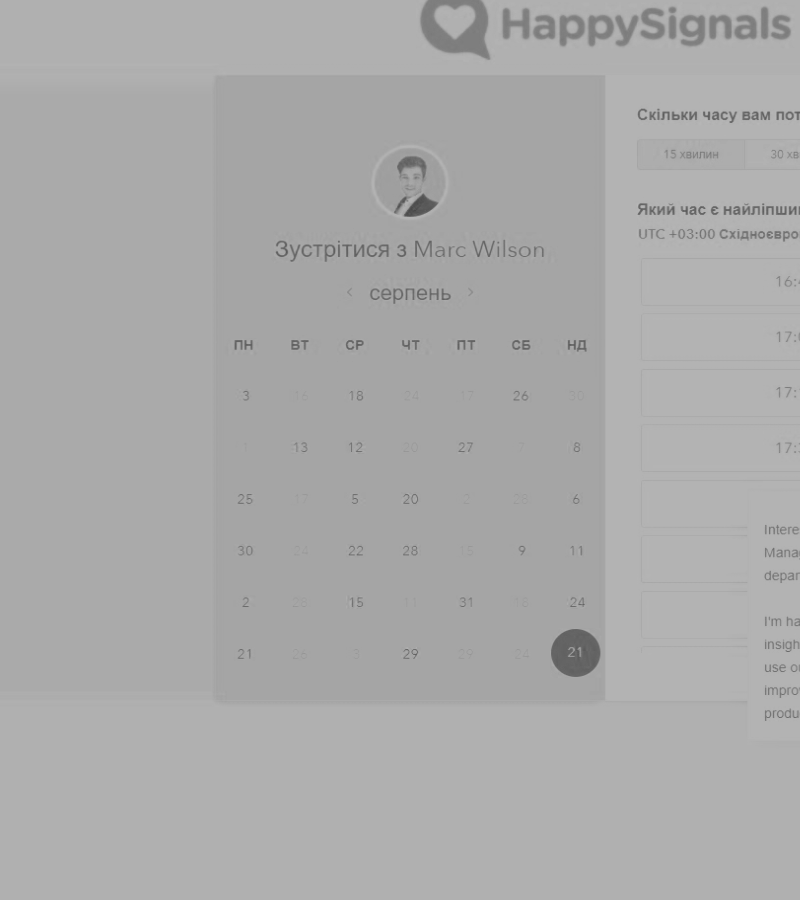 HappySignals
Зустрітися з Marc Wilson
серпень
ПН ВТ СР ЧТ ПТ СБ НД
3 16 18 24 17 26 30
1 13 12 20 27 7 8
25 17 5 20 2 28 6
30 24 22 28 15 9 11
2 25 15 11 31 18 24
21 26 3 29 29 24 21
Скільки часу вам пот
15 хвилин 30 хв
Який час є найліпши
UTC +03:00 Східноєвро
16:4
17:0
17:
17:
Intere
Manag
depar
I'm ha
insigh
use o
impro
produ